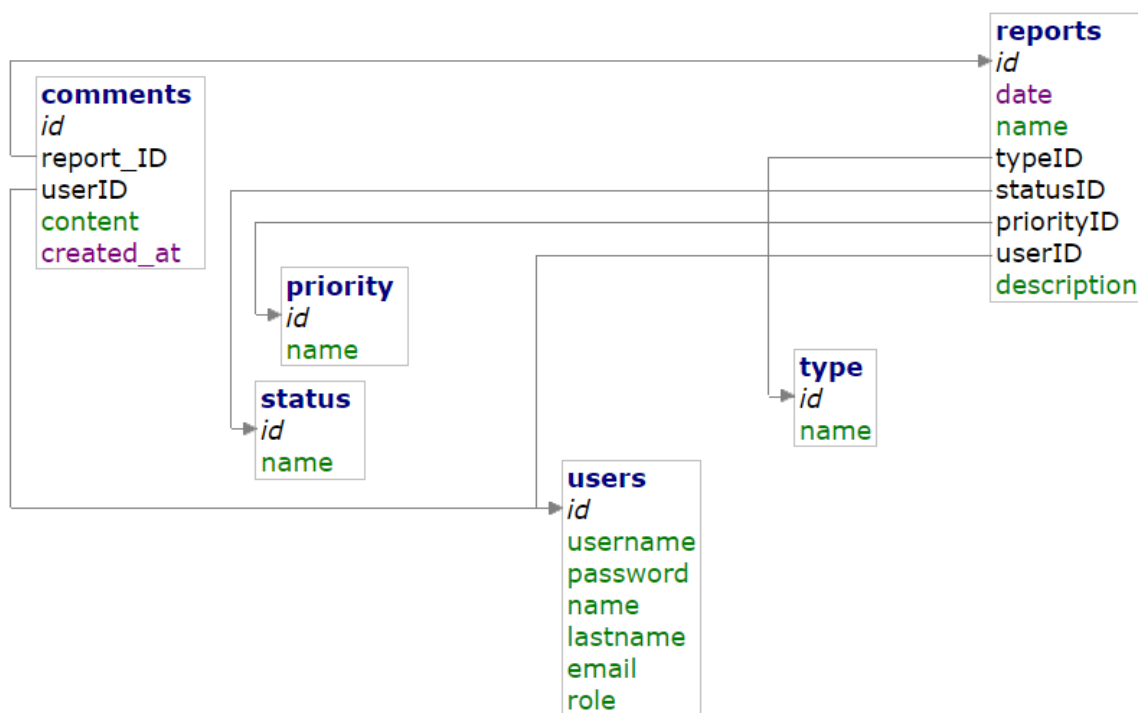 reports
id
date
name
typeID
statusID
priorityID
userID
description
comments
id
report_ID
userID
content
created_at
priority
id
name
status
id
name
type
id
name
users
id
username
password
name
lastname
email
role